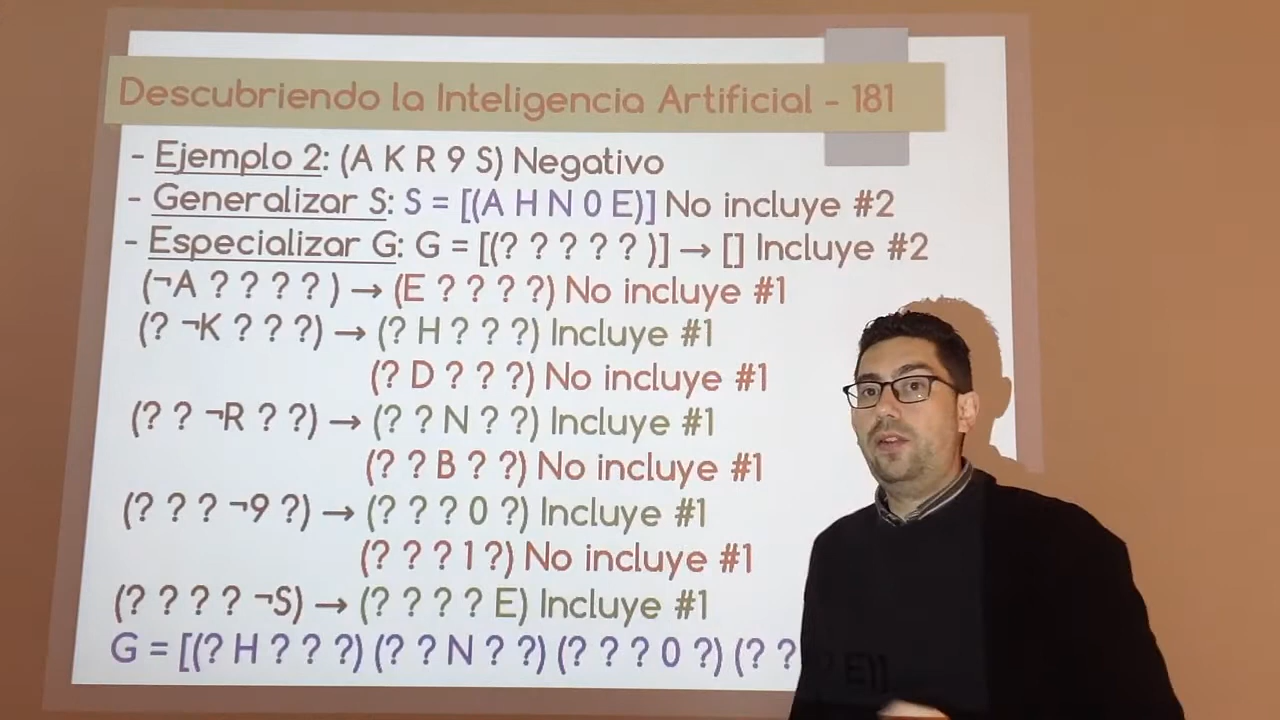 Descubriendo la Inteligencia Artificial - 181
- Ejemplo 2: (A K R 9 S) Negativo
- Generalizar S: S = [(A H N 0 E)] No incluye #2
- Especializar G: G = [(? ? ? ? ? )] → [] Incluye #2
(¬A ? ? ? ? ) → (E ? ? ? ?) No incluye #1
(? ¬K ? ? ?) → (? H ? ? ?) Incluye #1
(? D ? ? ?) No incluye #1
(? ? ¬R ? ?) → (? ? N ? ?) Incluye #1
(? ? B ? ?) No incluye #1
(? ? ? ¬9 ?) → (? ? ? 0 ?) Incluye #1
(? ? ? 1 ?) No incluye #1
(? ? ? ? ¬S) → (? ? ? ? E) Incluye #1
G = [(? H ? ? ?) (? ? N ? ?) (? ? ? 0 ?) (? ? ? ? E)]